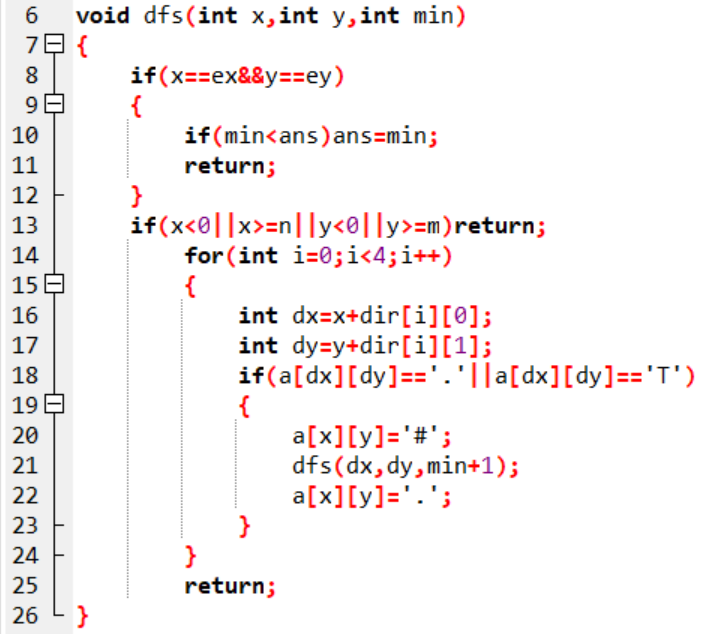 6 void dfs(int x,int y,int min)
7 {
8     if(x==ex&&y==ey)
9     {
10         if(min<ans)ans=min;
11         return;
12     }
13     if(x<0||x>=n||y<0||y>=m)return;
14         for(int i=0;i<4;i++)
15         {
16             int dx=x+dir[i][0];
17             int dy=y+dir[i][1];
18             if(a[dx][dy]=='.'||a[dx][dy]=='T')
19             {
20                 a[x][y]='#';
21                 dfs(dx,dy,min+1);
22                 a[x][y]='.';
23             }
24         }
25         return;
26 }